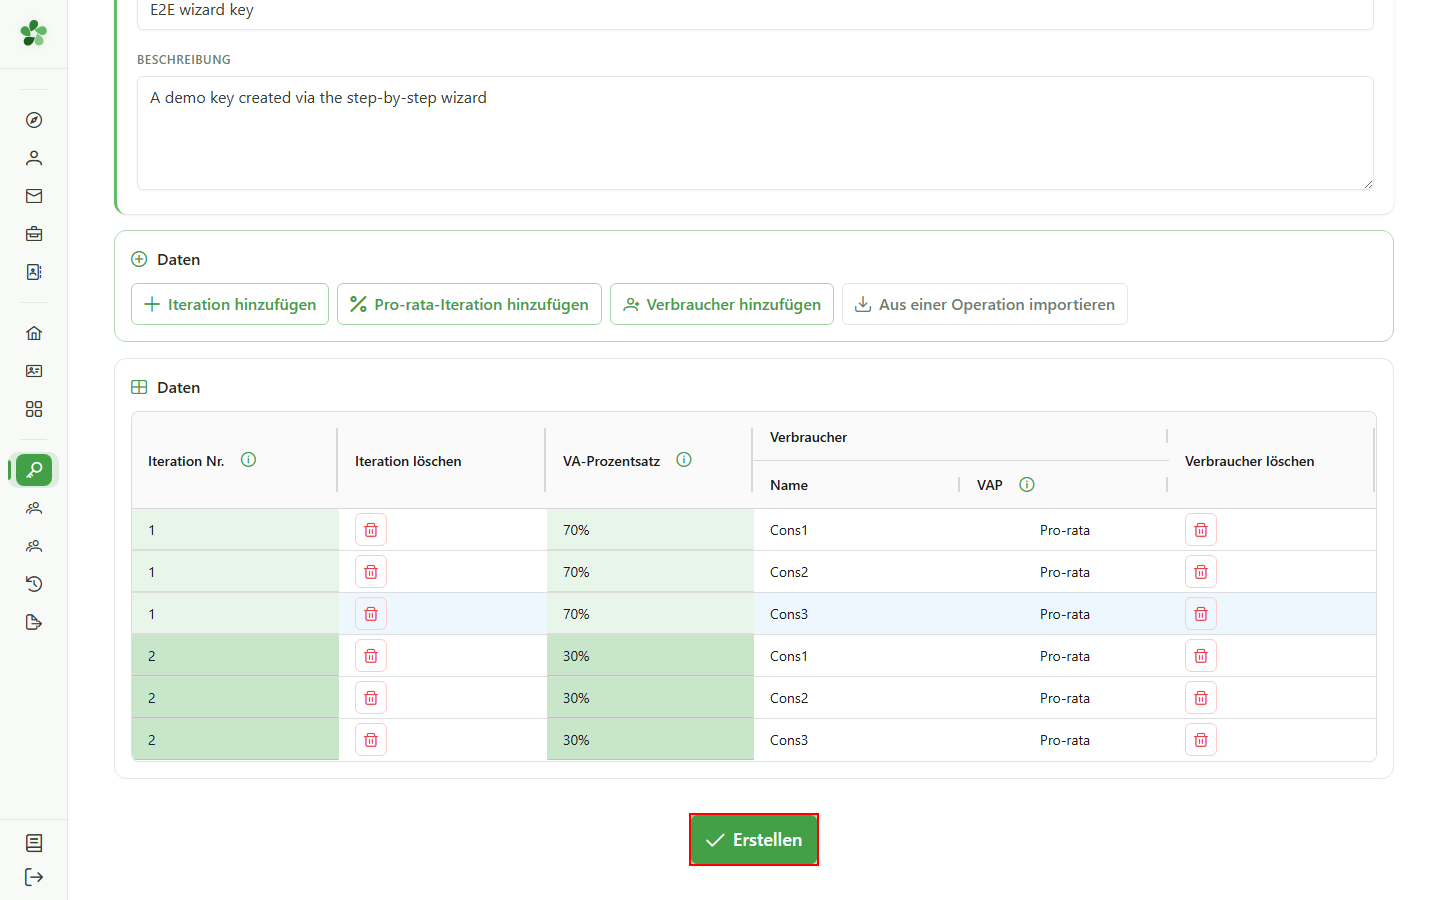 E2E wizard key
BESCHREIBUNG
A demo key created via the step-by-step wizard
Daten
Iteration hinzufügen
Pro-rata-Iteration hinzufügen
Verbraucher hinzufügen
Aus einer Operation importieren
Daten
Iteration Nr.
Iteration löschen
VA-Prozentsatz
Verbraucher
Name
VAP
Verbraucher löschen
1 70% Cons1 Pro-rata
1 70% Cons2 Pro-rata
1 70% Cons3 Pro-rata
2 30% Cons1 Pro-rata
2 30% Cons2 Pro-rata
2 30% Cons3 Pro-rata
Erstellen